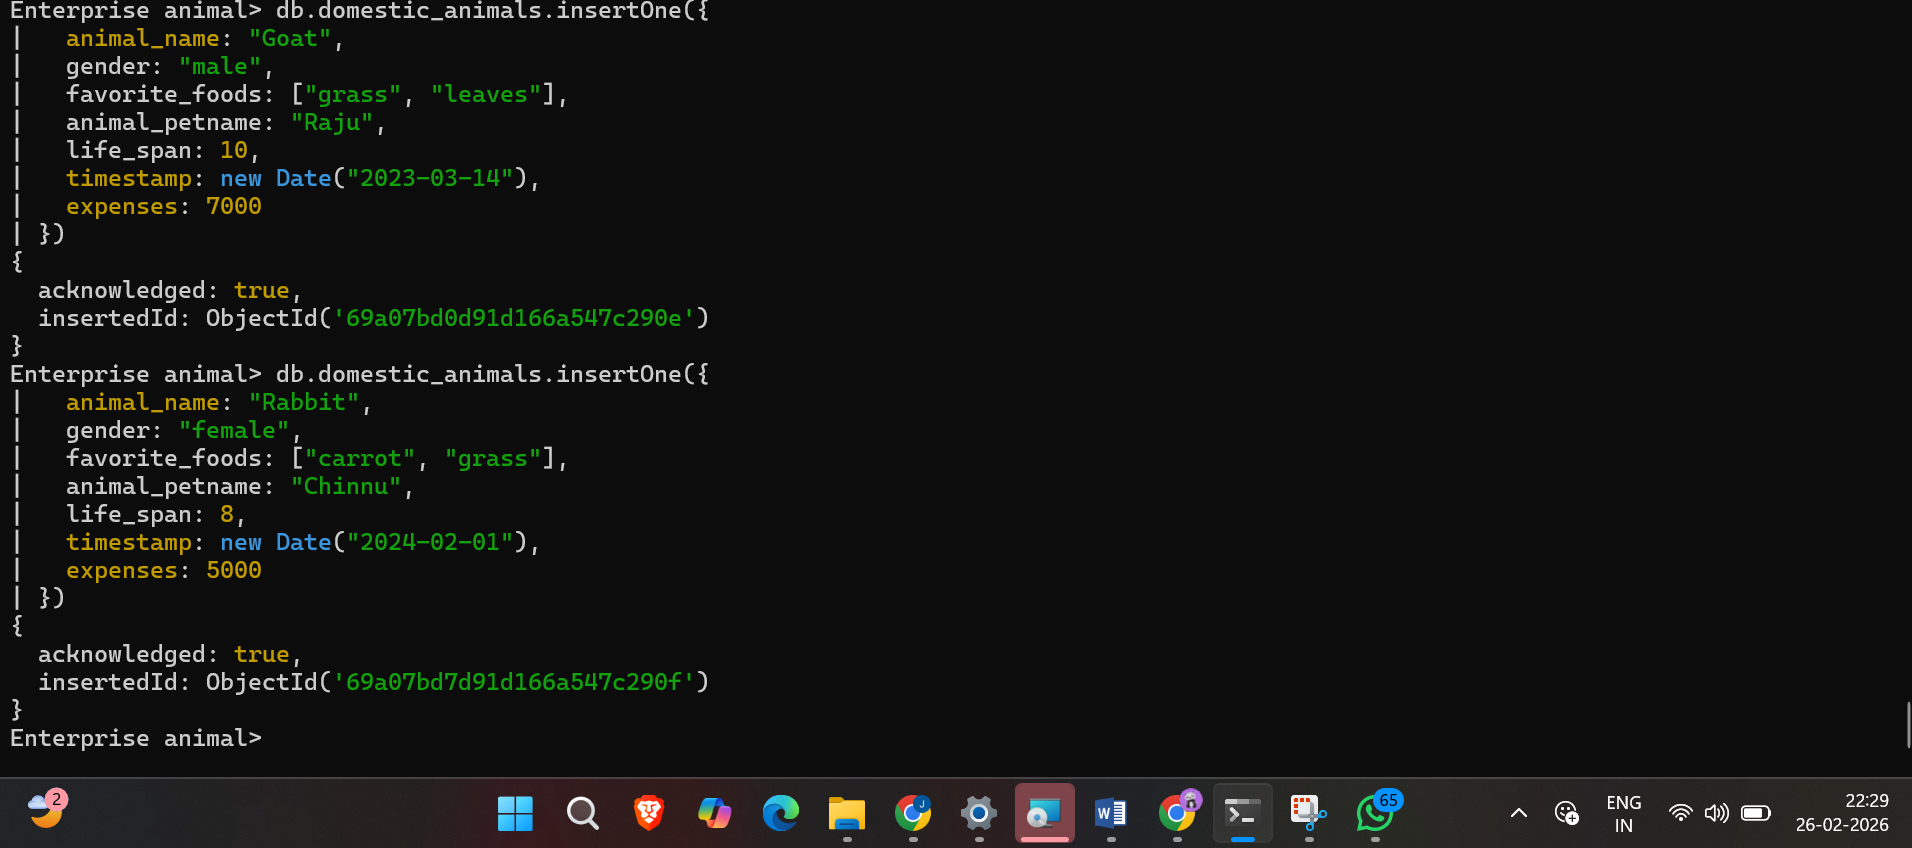 Enterprise animal> db.domestic_animals.insertOne({
|   animal_name: "Goat",
|   gender: "male",
|   favorite_foods: ["grass", "leaves"],
|   animal_petname: "Raju",
|   life_span: 10,
|   timestamp: new Date("2023-03-14"),
|   expenses: 7000
| })
{
  acknowledged: true,
  insertedId: ObjectId('69a07bd0d91d166a547c290e')
}
Enterprise animal> db.domestic_animals.insertOne({
|   animal_name: "Rabbit",
|   gender: "female",
|   favorite_foods: ["carrot", "grass"],
|   animal_petname: "Chinnu",
|   life_span: 8,
|   timestamp: new Date("2024-02-01"),
|   expenses: 5000
| })
{
  acknowledged: true,
  insertedId: ObjectId('69a07bd7d91d166a547c290f')
}
Enterprise animal>
2
J
W
65
ENG
IN
22:29
26-02-2026